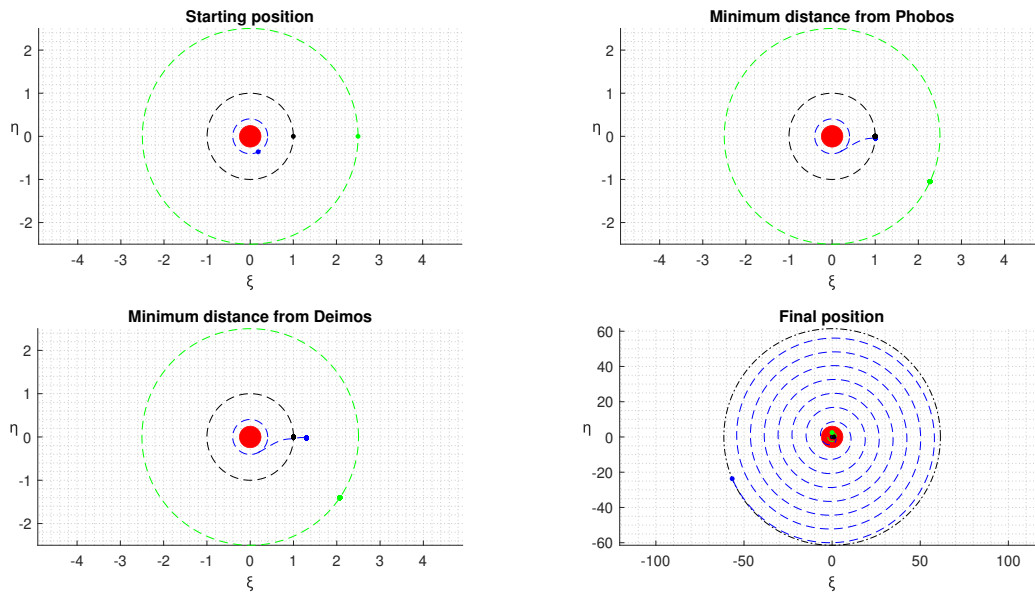 Starting position
2
1
η 0
-1
-2
-4 -3 -2 -1 0 1 2 3 4
ξ
Minimum distance from Phobos
2
1
η 0
-1
-2
-4 -3 -2 -1 0 1 2 3 4
ξ
Minimum distance from Deimos
2
1
η 0
-1
-2
-4 -3 -2 -1 0 1 2 3 4
ξ
Final position
60
40
20
η 0
-20
-40
-60
-100 -50 0 50 100
ξ